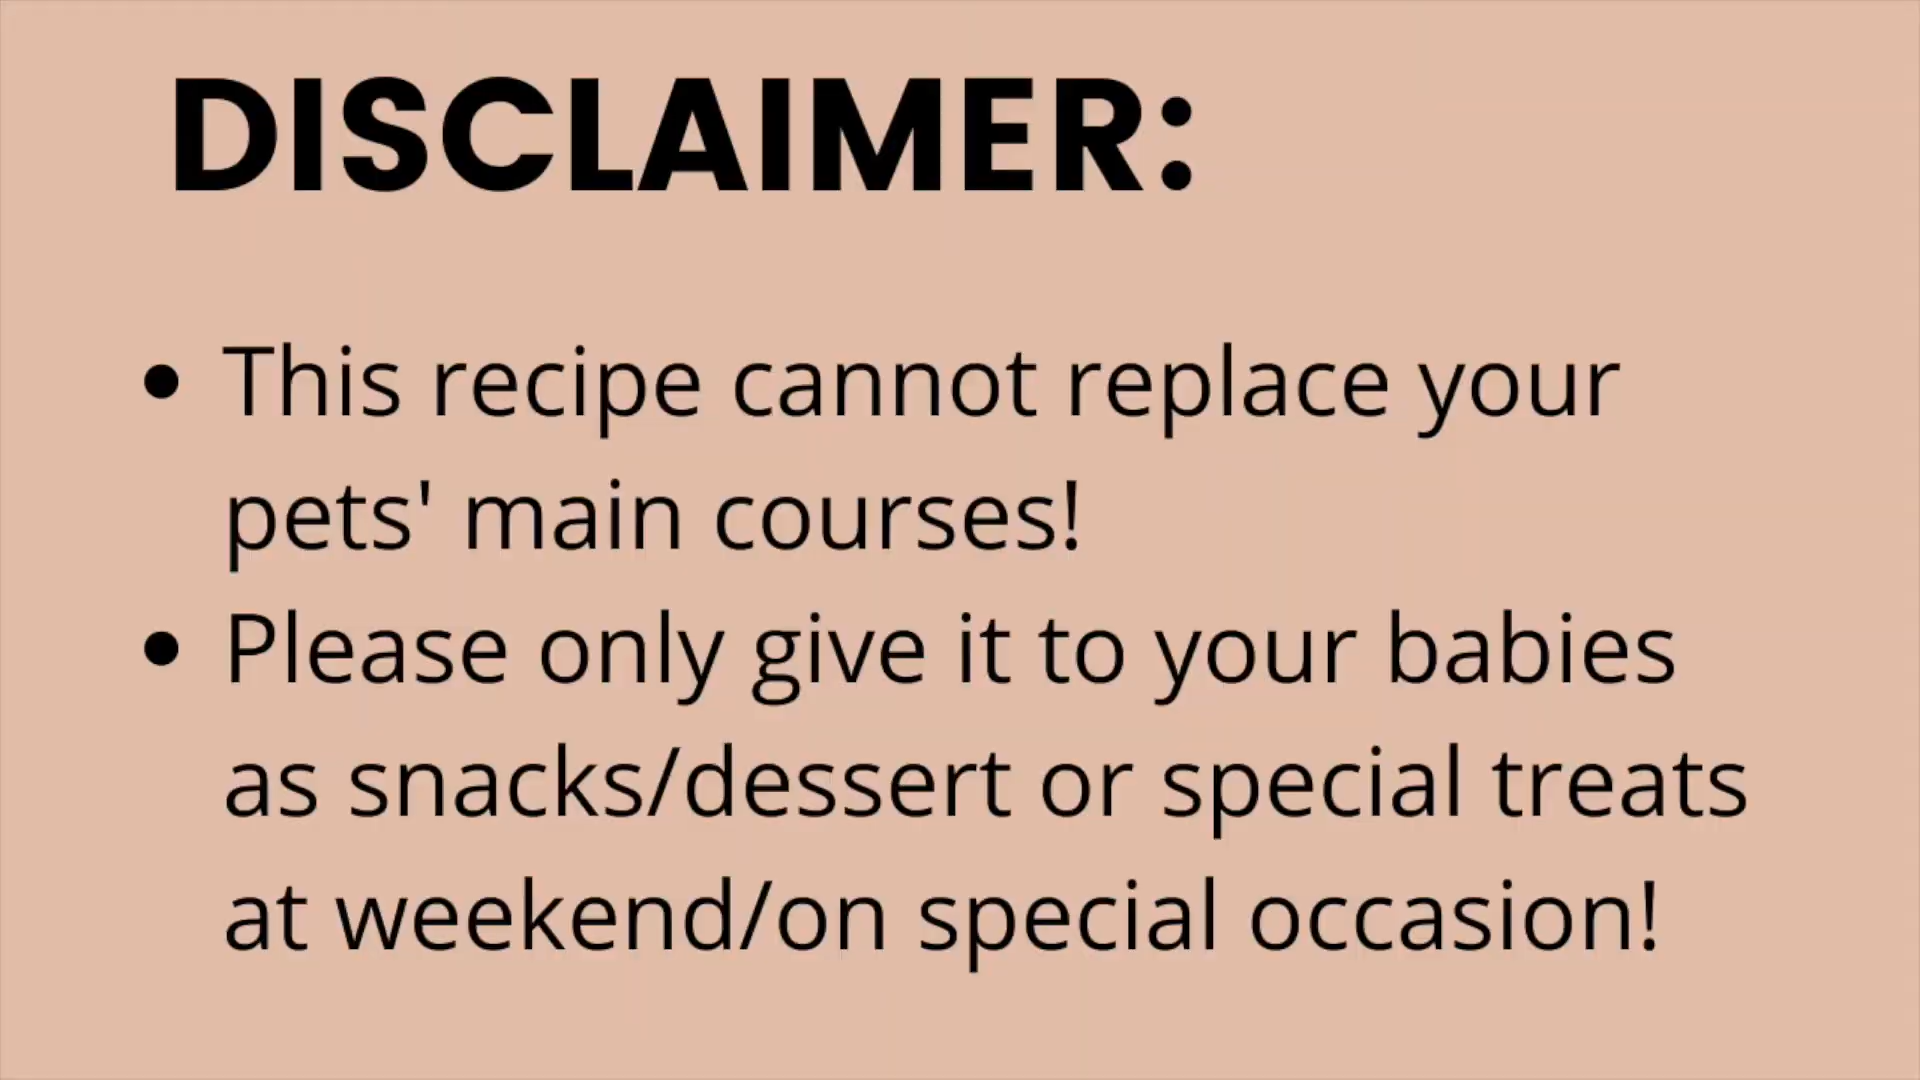 DISCLAIMER:
• This recipe cannot replace your
pets' main courses!
• Please only give it to your babies
as snacks/dessert or special treats
at weekend/on special occasion!